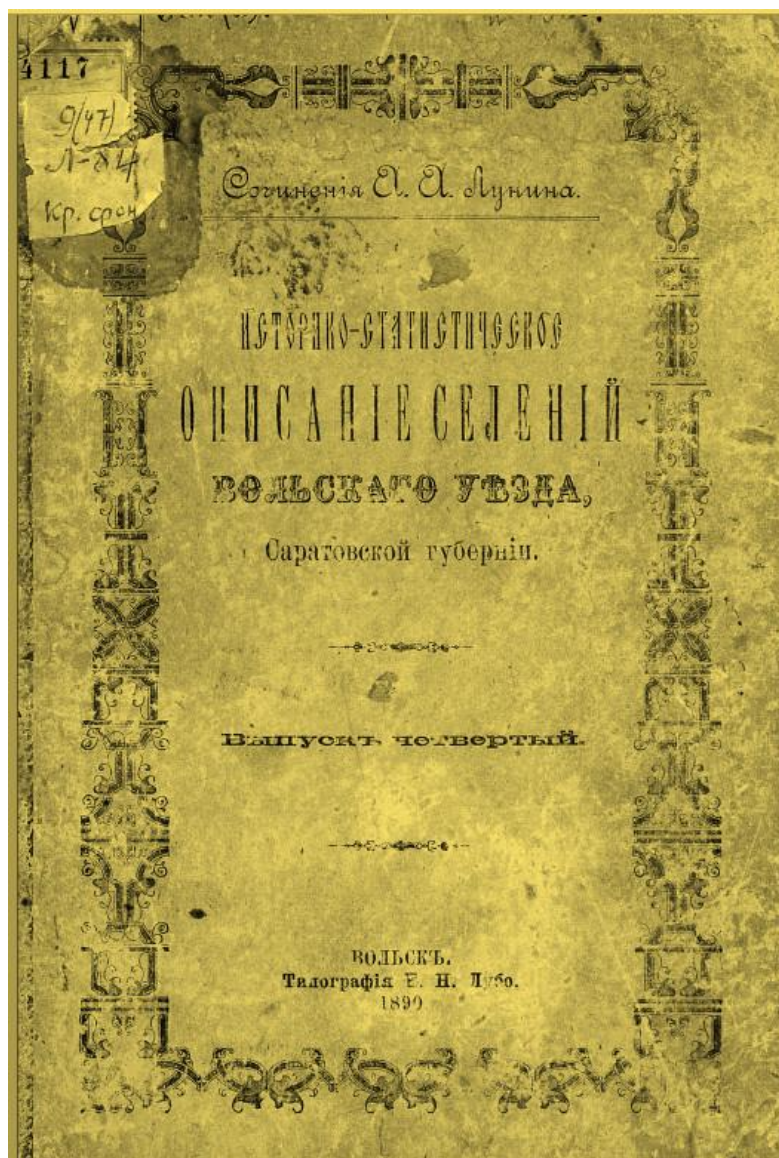 4117
9(47)
Л-84
Кр. фон
Сочиненія А. А. Лунина.
ИСТОРИКО-СТАТИСТИЧЕСКОЕ
ОПИСАНІЕ СЕЛЕНІЙ
ВОЛЬСКАГО УѢЗДА,
Саратовской губерніи.
Выпускъ четвертый.
ВОЛЬСКЪ.
Типографія Н.
1890